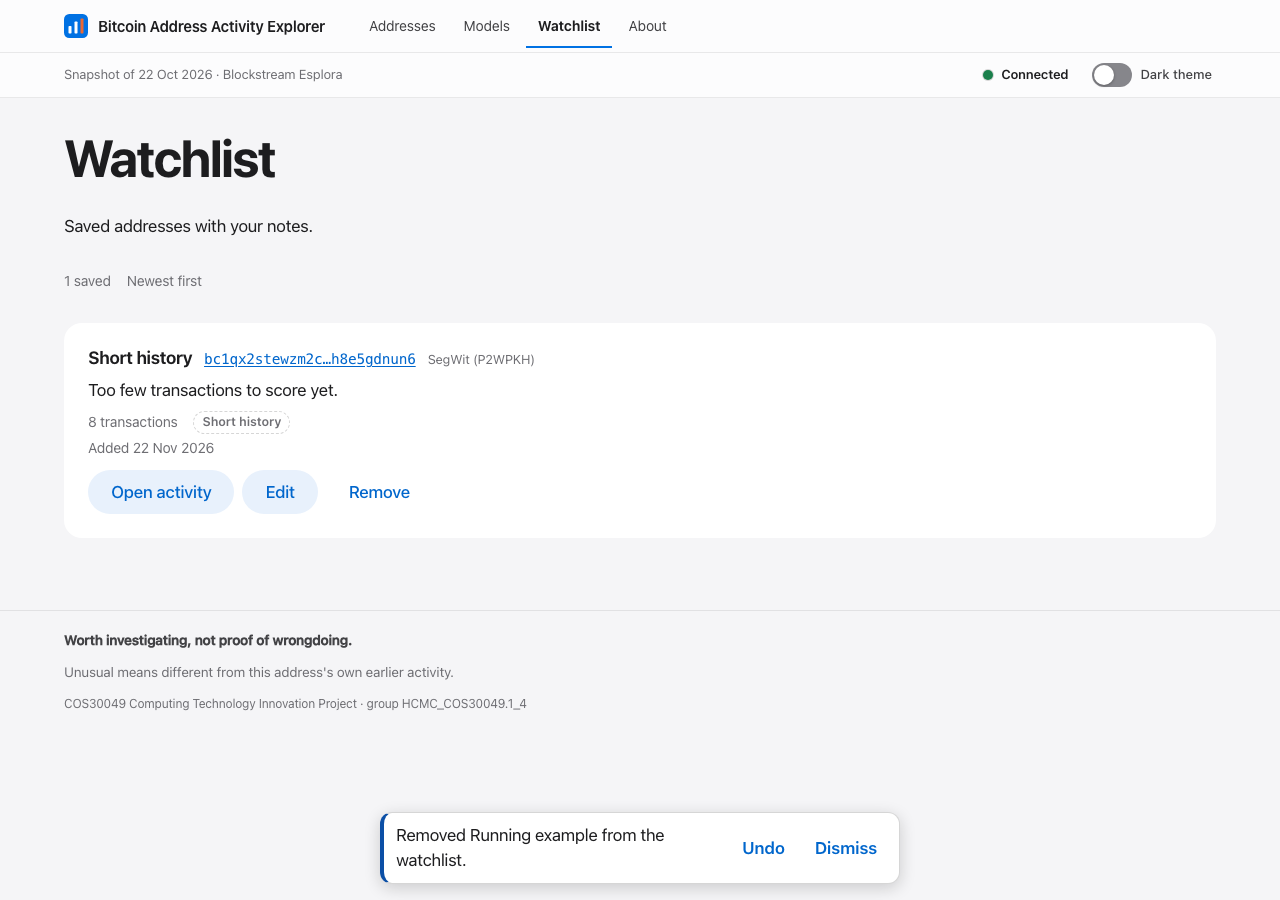 Bitcoin Address Activity Explorer Addresses Models Watchlist About
Snapshot of 22 Oct 2026 · Blockstream Esplora Connected Dark theme
Watchlist
Saved addresses with your notes.
1 saved Newest first
Short history bc1qx2stewzm2c…h8e5gdnun6 SegWit (P2WPKH)
Too few transactions to score yet.
8 transactions Short history
Added 22 Nov 2026
Open activity Edit Remove
Worth investigating, not proof of wrongdoing.
Unusual means different from this address's own earlier activity.
COS30049 Computing Technology Innovation Project · group HCMC_COS30049.1_4
Removed Running example from the
watchlist.
Undo Dismiss